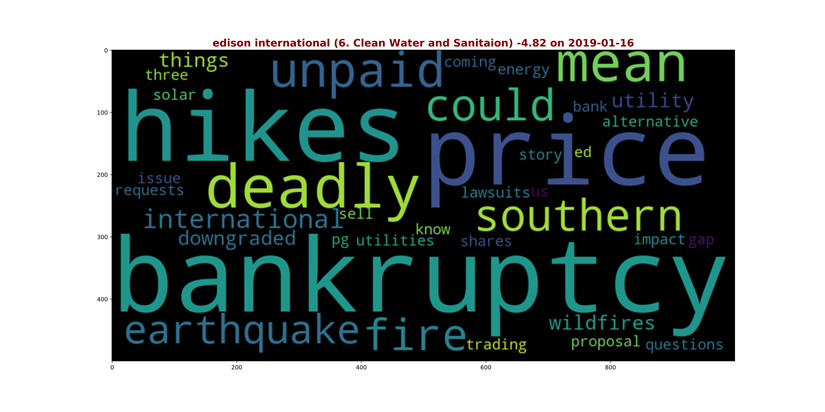 edison international (6. Clean Water and Sanitaion) -4.82 on 2019-01-16
0
100
200
300
400
0
200
400
600
800
things
unpaid
coming
energy
mean
three
solar
hikes
could
bank
utility
alternative
price
story
ed
issue
requests
deadly
lawsuits
us
international
sell
southern
know
downgraded
pg
utilities
shares
impact
gap
bankruptcy
earthquake
fire
wildfires
trading
proposal
questions